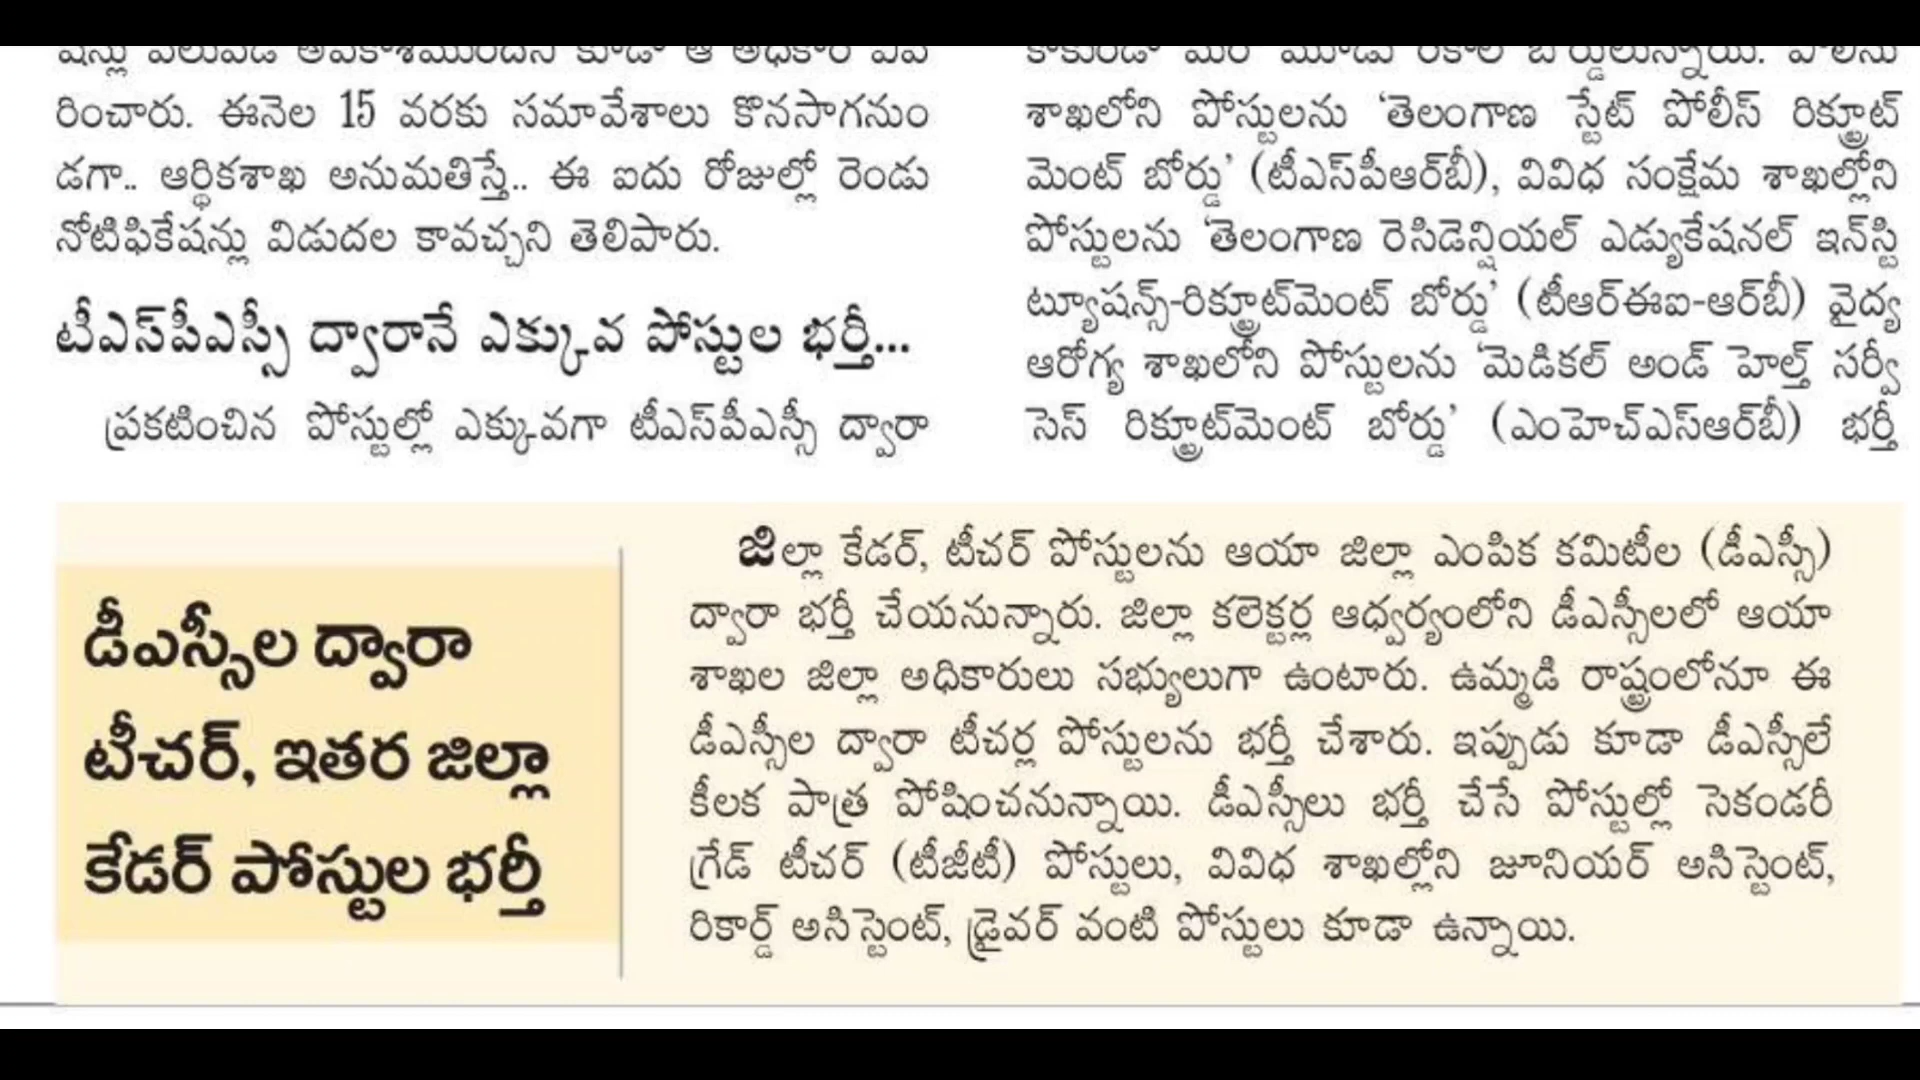 రించారు. ఈనెల 15 వరకు సమావేశాలు కొనసాగనుం
డగా.. ఆర్థికశాఖ అనుమతిస్తే.. ఈ ఐదు రోజుల్లో రెండు
నోటిఫికేషన్లు విడుదల కావచ్చని తెలిపారు.
టీఎస్‌పీఎస్సీ ద్వారానే ఎక్కువ పోస్టుల భర్తీ...
ప్రకటించిన పోస్టుల్లో ఎక్కువగా టీఎస్‌పీఎస్సీ ద్వారా
శాఖలోని పోస్టులను ‘తెలంగాణ స్టేట్ పోలీస్ రిక్రూట్
మెంట్ బోర్డు’ (టీఎస్‌పీఆర్‌బీ), వివిధ సంక్షేమ శాఖల్లోని
పోస్టులను ‘తెలంగాణ రెసిడెన్షియల్ ఎడ్యుకేషనల్ ఇన్‌స్టి
ట్యూషన్స్-రిక్రూట్‌మెంట్ బోర్డు’ (టీఆర్ఈఐ-ఆర్‌బీ) వైద్య
ఆరోగ్య శాఖలోని పోస్టులను ‘మెడికల్ అండ్ హెల్త్ సర్వీ
సెస్ రిక్రూట్‌మెంట్ బోర్డు’ (ఎంహెచ్ఎస్ఆర్‌బీ) భర్తీ
డీఎస్సీల ద్వారా
టీచర్, ఇతర జిల్లా
కేడర్ పోస్టుల భర్తీ
జిల్లా కేడర్, టీచర్ పోస్టులను ఆయా జిల్లా ఎంపిక కమిటీల (డీఎస్సీ)
ద్వారా భర్తీ చేయనున్నారు. జిల్లా కలెక్టర్ల ఆధ్వర్యంలోని డీఎస్సీలలో ఆయా
శాఖల జిల్లా అధికారులు సభ్యులుగా ఉంటారు. ఉమ్మడి రాష్ట్రంలోనూ ఈ
డీఎస్సీల ద్వారా టీచర్ల పోస్టులను భర్తీ చేశారు. ఇప్పుడు కూడా డీఎస్సీలే
కీలక పాత్ర పోషించనున్నాయి. డీఎస్సీలు భర్తీ చేసే పోస్టుల్లో సెకండరీ
గ్రేడ్ టీచర్ (టీజీటీ) పోస్టులు, వివిధ శాఖల్లోని జూనియర్ అసిస్టెంట్,
రికార్డ్ అసిస్టెంట్, డ్రైవర్ వంటి పోస్టులు కూడా ఉన్నాయి.